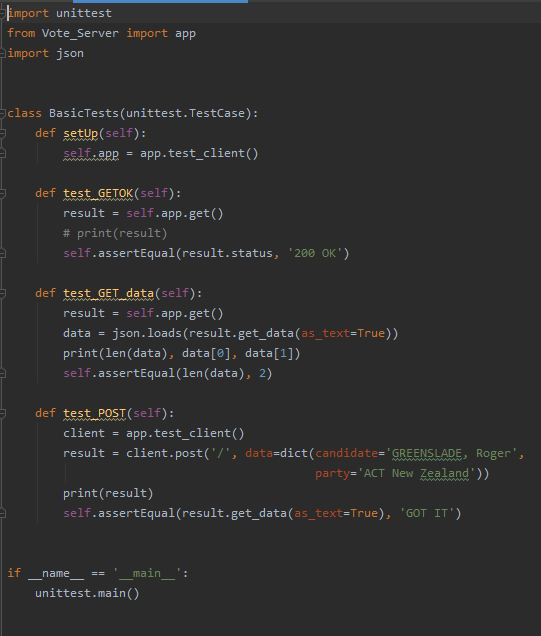 import unittest
from Vote_Server import app
import json
class BasicTests(unittest.TestCase):
    def setUp(self):
        self.app = app.test_client()
    def test_GETOK(self):
        result = self.app.get()
        # print(result)
        self.assertEqual(result.status, '200 OK')
    def test_GET_data(self):
        result = self.app.get()
        data = json.loads(result.get_data(as_text=True))
        print(len(data), data[0], data[1])
        self.assertEqual(len(data), 2)
    def test_POST(self):
        client = app.test_client()
        result = client.post('/', data=dict(candidate='GREENSLADE, Roger',
                                            party='ACT New Zealand'))
        print(result)
        self.assertEqual(result.get_data(as_text=True), 'GOT IT')
if __name__ == '__main__':
    unittest.main()